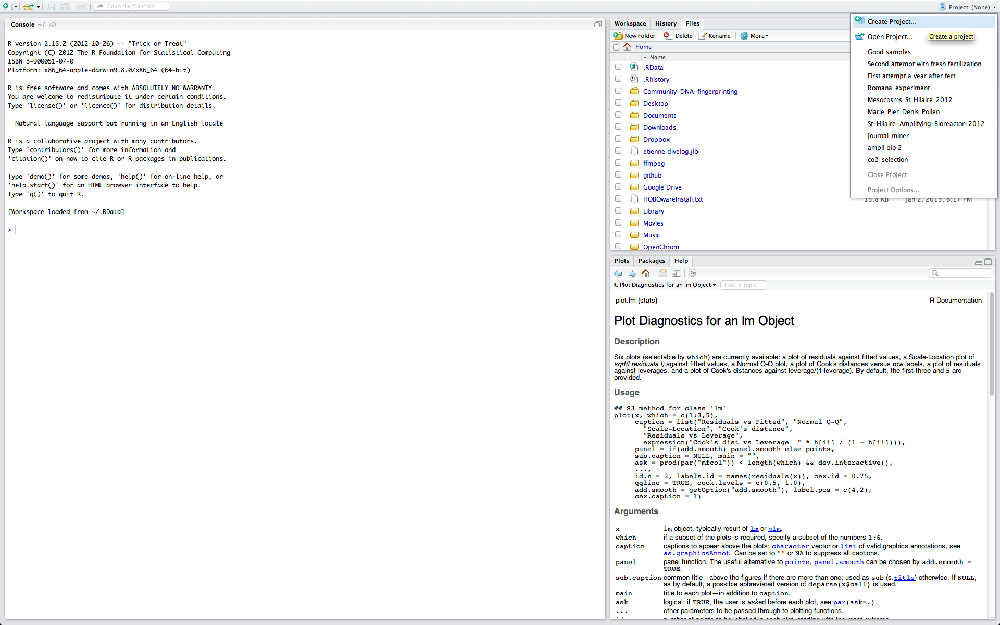 Go to file/function
Project: (None)
Console ~/
R version 2.15.2 (2012-10-26) -- "Trick or Treat"
Copyright (C) 2012 The R Foundation for Statistical Computing
ISBN 3-900051-07-0
Platform: x86_64-apple-darwin9.8.0/x86_64 (64-bit)
R is free software and comes with ABSOLUTELY NO WARRANTY.
You are welcome to redistribute it under certain conditions.
Type 'license()' or 'licence()' for distribution details.
Natural language support but running in an English locale
R is a collaborative project with many contributors.
Type 'contributors()' for more information and
'citation()' on how to cite R or R packages in publications.
Type 'demo()' for some demos, 'help()' for on-line help, or
'help.start()' for an HTML browser interface to help.
Type 'q()' to quit R.
[Workspace loaded from ~/.RData]
>
Workspace History Files
New Folder Delete Rename More
Home
Name
.RData
.Rhistory
Community-DNA-fingerprinting
Desktop
Documents
Downloads
Dropbox
etienne divelog.jlb
ffmpeg
github
Google Drive
HOBOwareInstall.txt 15.8 KB Jan 2, 2013, 6:17 PM
Library
Movies
Music
OpenChrom
Create Project...
Open Project...
Create a project
Good samples
Second attempt with fresh fertilization
First attempt a year after fert
Romana_experiment
Mesocosms_St_Hilaire_2012
Marie_Pier_Denis_Pollen
St-Hilaire-Amplifying-Bioreactor-2012
journal_miner
ampli bio 2
co2_selection
Close Project
Project Options...
Plots Packages Help
R: Plot Diagnostics for an lm Object Find in Topic
plot.lm {stats} R Documentation
Plot Diagnostics for an lm Object
Description
Six plots (selectable by which) are currently available: a plot of residuals against fitted values, a Scale-Location plot of
sqrt(| residuals |) against fitted values, a Normal Q-Q plot, a plot of Cook's distances versus row labels, a plot of residuals
against leverages, and a plot of Cook's distances against leverage/(1-leverage). By default, the first three and 5 are
provided.
Usage
## S3 method for class 'lm'
plot(x, which = c(1:3,5),
caption = list("Residuals vs Fitted", "Normal Q-Q",
"Scale-Location", "Cook's distance",
"Residuals vs Leverage",
expression("Cook's dist vs Leverage  " * h[ii] / (1 - h[ii]))),
panel = if(add.smooth) panel.smooth else points,
sub.caption = NULL, main = "",
ask = prod(par("mfcol")) < length(which) && dev.interactive(),
...,
id.n = 3, labels.id = names(residuals(x)), cex.id = 0.75,
qqline = TRUE, cook.levels = c(0.5, 1.0),
add.smooth = getOption("add.smooth"), label.pos = c(4,2),
cex.caption = 1)
Arguments
x lm object, typically result of lm or glm.
which if a subset of the plots is required, specify a subset of the numbers 1:6.
caption captions to appear above the plots; character vector or list of valid graphics annotations, see
as.graphicsAnnot. Can be set to "" or NA to suppress all captions.
panel panel function. The useful alternative to points, panel.smooth can be chosen by add.smooth =
TRUE.
sub.caption common title—above the figures if there are more than one; used as sub (s.title) otherwise. If NULL,
as by default, a possible abbreviated version of deparse(x$call) is used.
main title to each plot—in addition to caption.
ask logical; if TRUE, the user is asked before each plot, see par(ask=.).
... other parameters to be passed through to plotting functions.
id.n number of points to be labelled in each plot, starting with the most extreme.